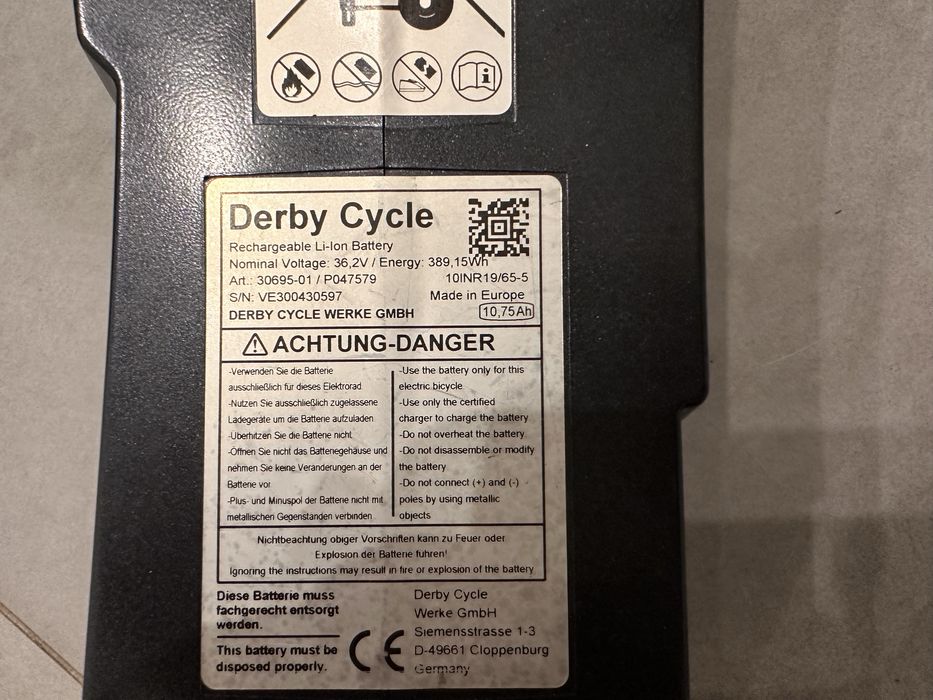 Derby Cycle
Rechargeable Li-Ion Battery
Nominal Voltage: 36,2V / Energy: 389,15Wh
Art.: 30695-01 / P047579 10INR19/65-5
S/N: VE300430597 Made in Europe
DERBY CYCLE WERKE GMBH 10,75Ah
ACHTUNG-DANGER
-Verwenden Sie die Batterie
ausschließlich für dieses Elektrorad
-Nutzen Sie ausschließlich zugelassene
Ladegeräte um die Batterie aufzuladen
-Überhitzen Sie die Batterie nicht
-Öffnen Sie nicht das Batteriegehäuse und
nehmen Sie keine Veränderungen an der
Batterie vor
-Plus- und Minuspol der Batterie nicht mit
metallischen Gegenständen verbinden
-Use the battery only for this
electric bicycle
-Use only the certified
charger to charge the battery
-Do not overheat the battery
-Do not disassemble or modify
the battery
-Do not connect (+) and (-)
poles by using metallic
objects
Nichtbeachtung obiger Vorschriften kann zu Feuer oder
Explosion der Batterie führen!
Ignoring the instructions may result in fire or explosion of the battery
Diese Batterie muss
fachgerecht entsorgt
werden.
This battery must be
disposed properly.
CE
Derby Cycle
Werke GmbH
Siemensstrasse 1-3
D-49661 Cloppenburg
Germany